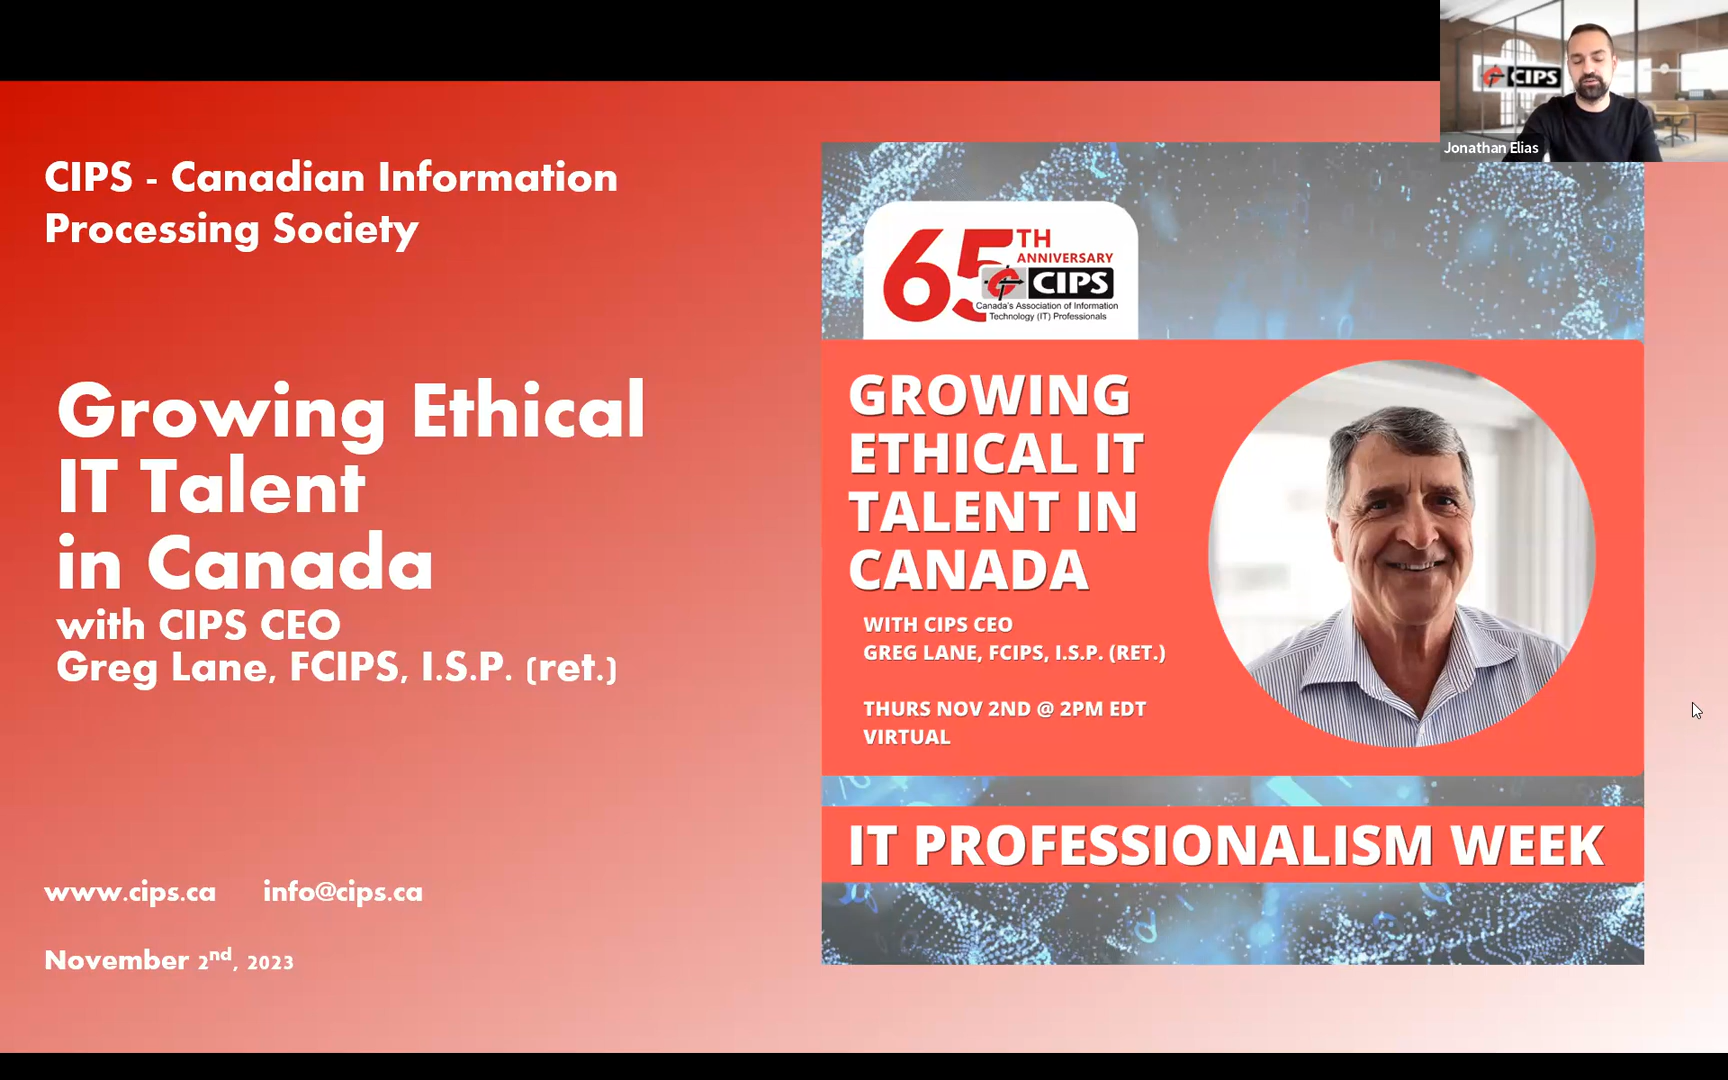 CIPS - Canadian Information
Processing Society
Growing Ethical
IT Talent
in Canada
with CIPS CEO
Greg Lane, FCIPS, I.S.P. (ret.)
www.cips.ca info@cips.ca
November 2nd, 2023
65TH
ANNIVERSARY
CIPS
Canada's Association of Information
Technology (IT) Professionals
GROWING
ETHICAL IT
TALENT IN
CANADA
WITH CIPS CEO
GREG LANE, FCIPS, I.S.P. (RET.)
THURS NOV 2ND @ 2PM EDT
VIRTUAL
IT PROFESSIONALISM WEEK
CIPS
Jonathan Elias